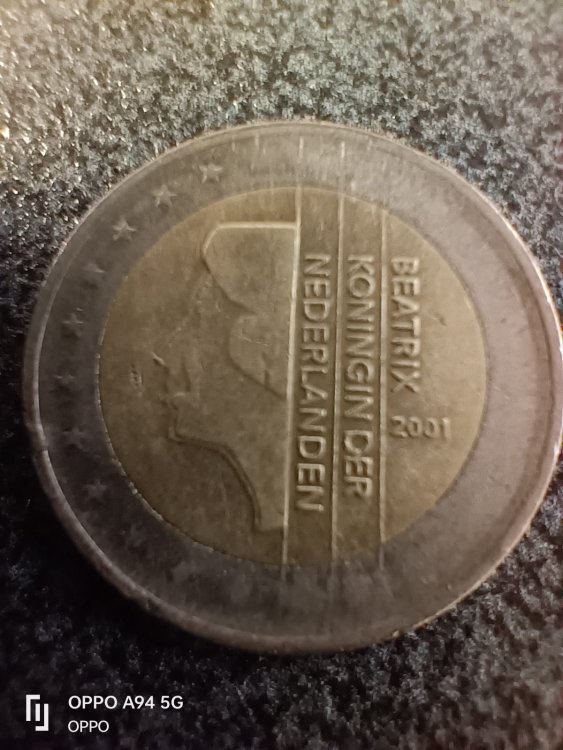 BEATRIX
KONINGIN DER
NEDERLANDEN
2001
OPPO A94 5G
OPPO